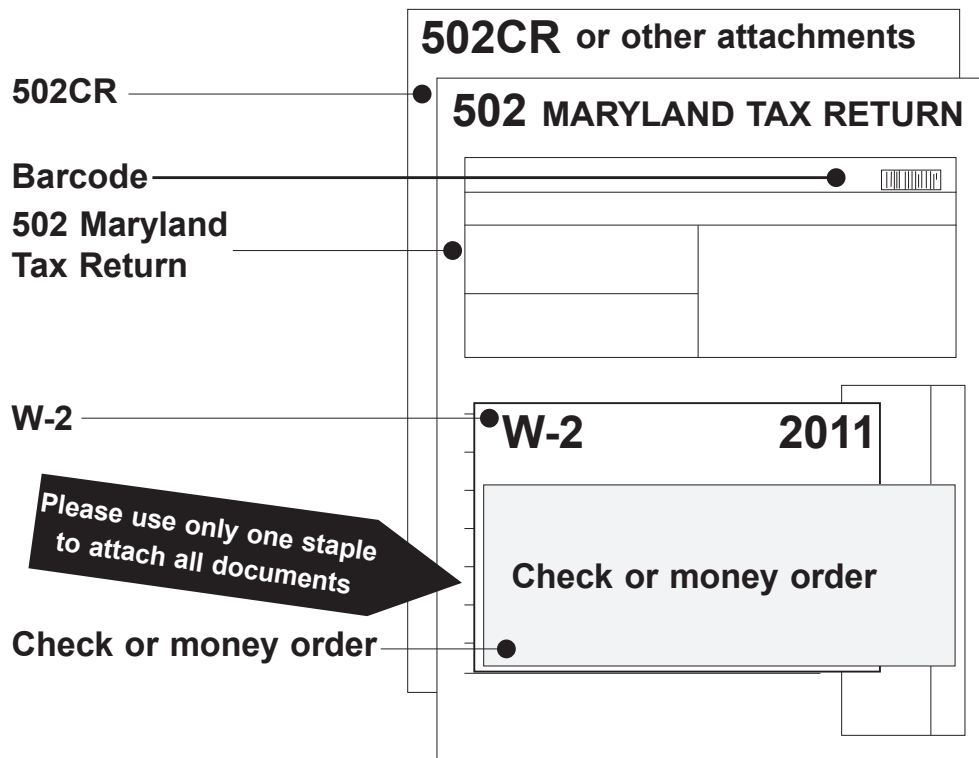 502CR or other attachments
502CR
502 MARYLAND TAX RETURN
Barcode
502 Maryland
Tax Return
W-2
W-2 2011
Please use only one staple
to attach all documents
Check or money order
Check or money order